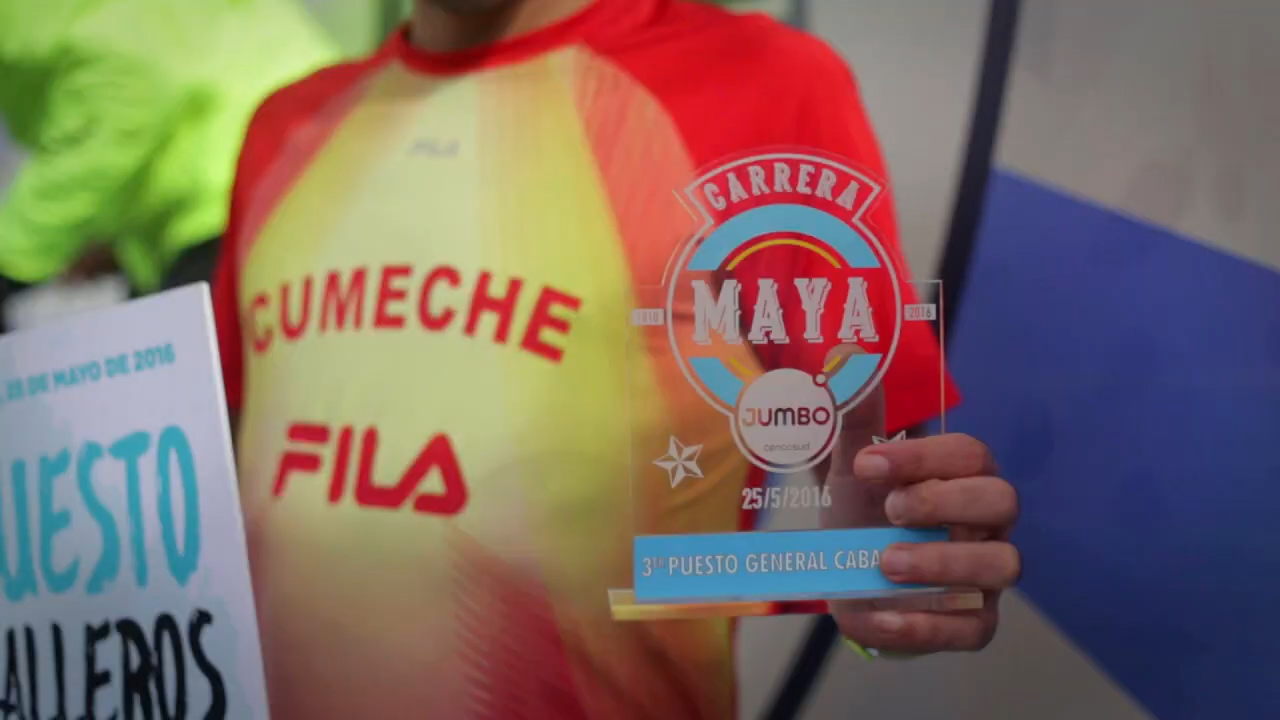 FILA
CUMECHE
FILA
25 DE MAYO DE 2016
UESTO
ALLEROS
CARRERA
MAYA
1810
2016
JUMBO
cencosud
25/5/2016
3ER PUESTO GENERAL CABA